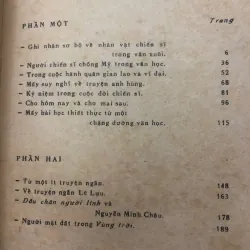 PHẦN MỘT
Trang
— Ghi nhận sơ bộ về nhân vật chiến sĩ
trong văn xuôi. 6
— Người chiến sĩ chống Mỹ trong văn học. 36
— Trong cuộc hành quân gian lao và vĩ đại. 52
— Mấy suy nghĩ về truyện anh hùng. 68
— Kỷ niệm trong cuộc đời chiến sĩ. 81
— Cho hôm nay và cho mai sau. 96
— Mấy bài học thiết thực từ một
chặng đường văn học. 115
PHẦN HAI
— Từ một ít truyện ngắn. 148
— Về truyện ngắn Lê Lựu. 163
— Dấu chân người lính và
Nguyễn Minh Châu. 178
— Người mặt đất trong Vùng trời. 189